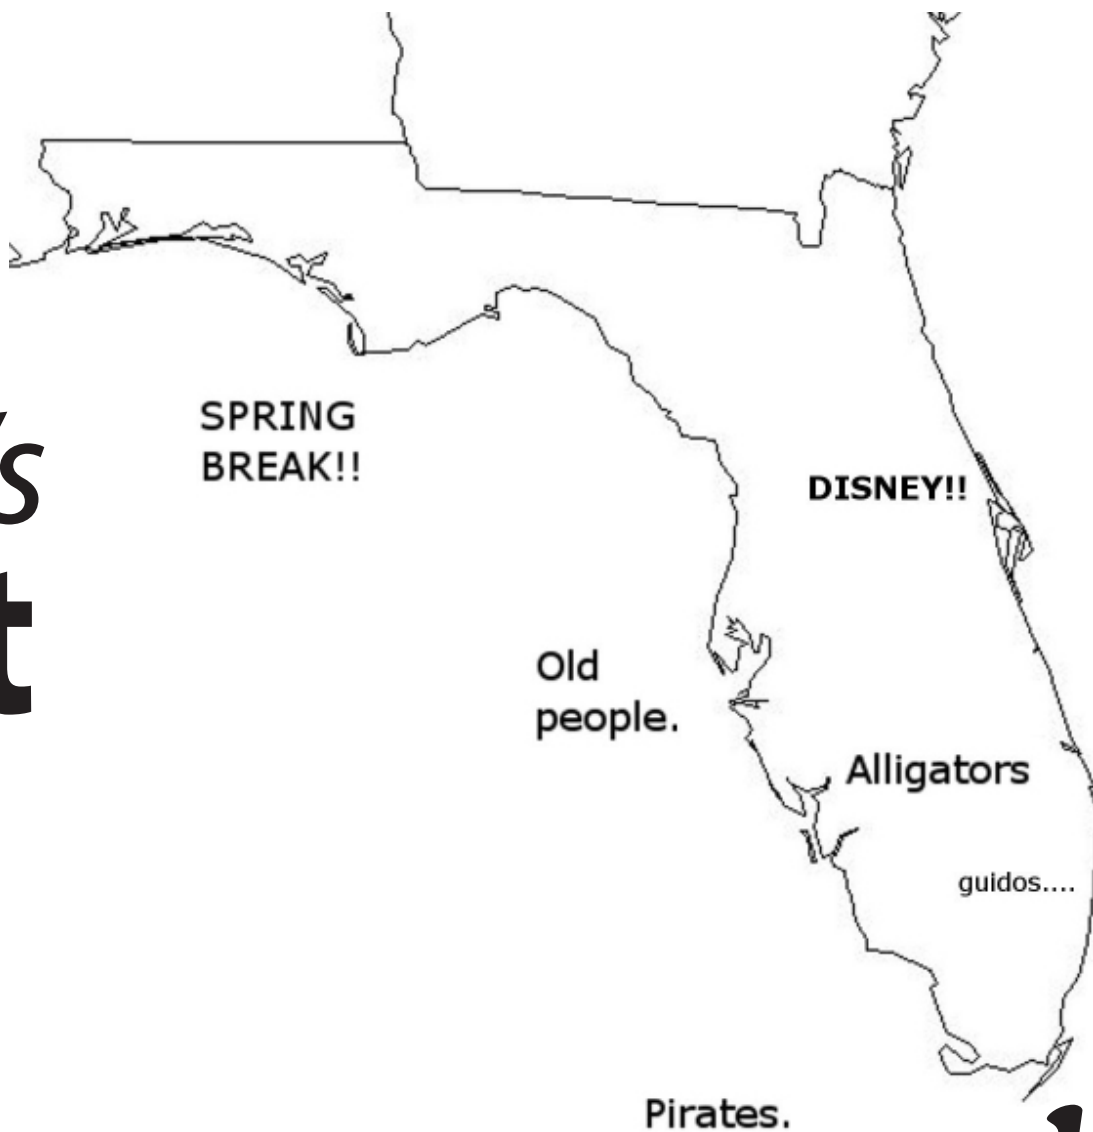 SPRING
BREAK!!
's
DISNEY!!
t
Old
people.
Alligators
guidos....
Pirates.